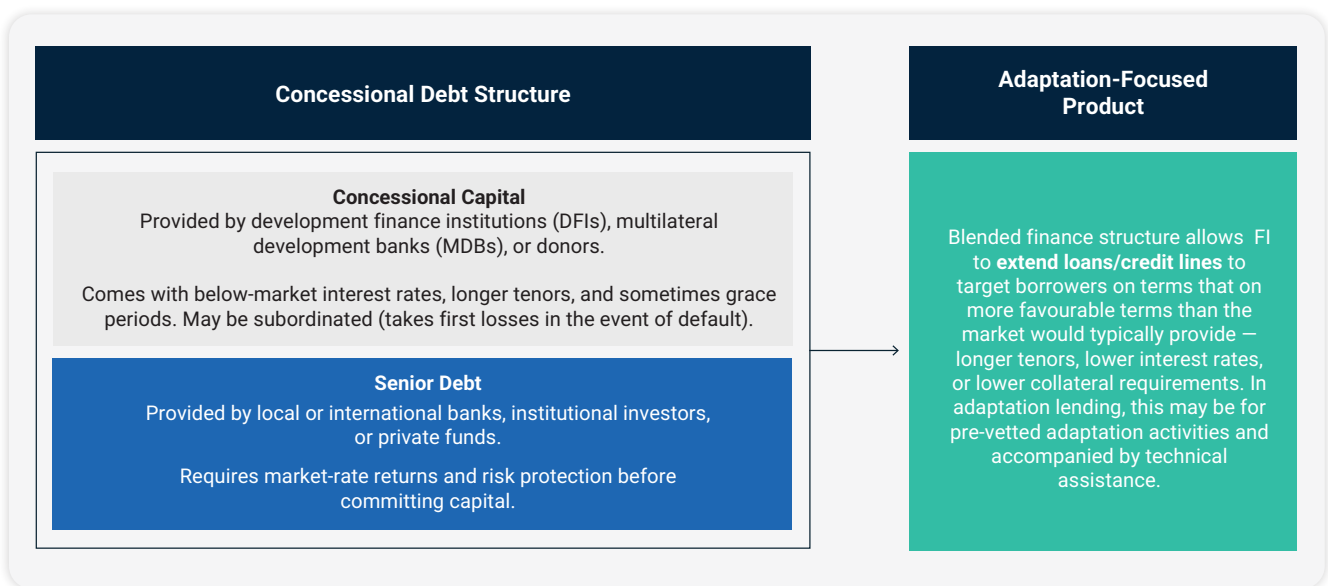 Concessional Debt Structure
Concessional Capital
Provided by development finance institutions (DFIs), multilateral
development banks (MDBs), or donors.
Comes with below-market interest rates, longer tenors, and sometimes grace
periods. May be subordinated (takes first losses in the event of default).
Senior Debt
Provided by local or international banks, institutional investors,
or private funds.
Requires market-rate returns and risk protection before
committing capital.
Adaptation-Focused
Product
Blended finance structure allows FI
to extend loans/credit lines to
target borrowers on terms that on
more favourable terms than the
market would typically provide —
longer tenors, lower interest rates,
or lower collateral requirements. In
adaptation lending, this may be for
pre-vetted adaptation activities and
accompanied by technical
assistance.